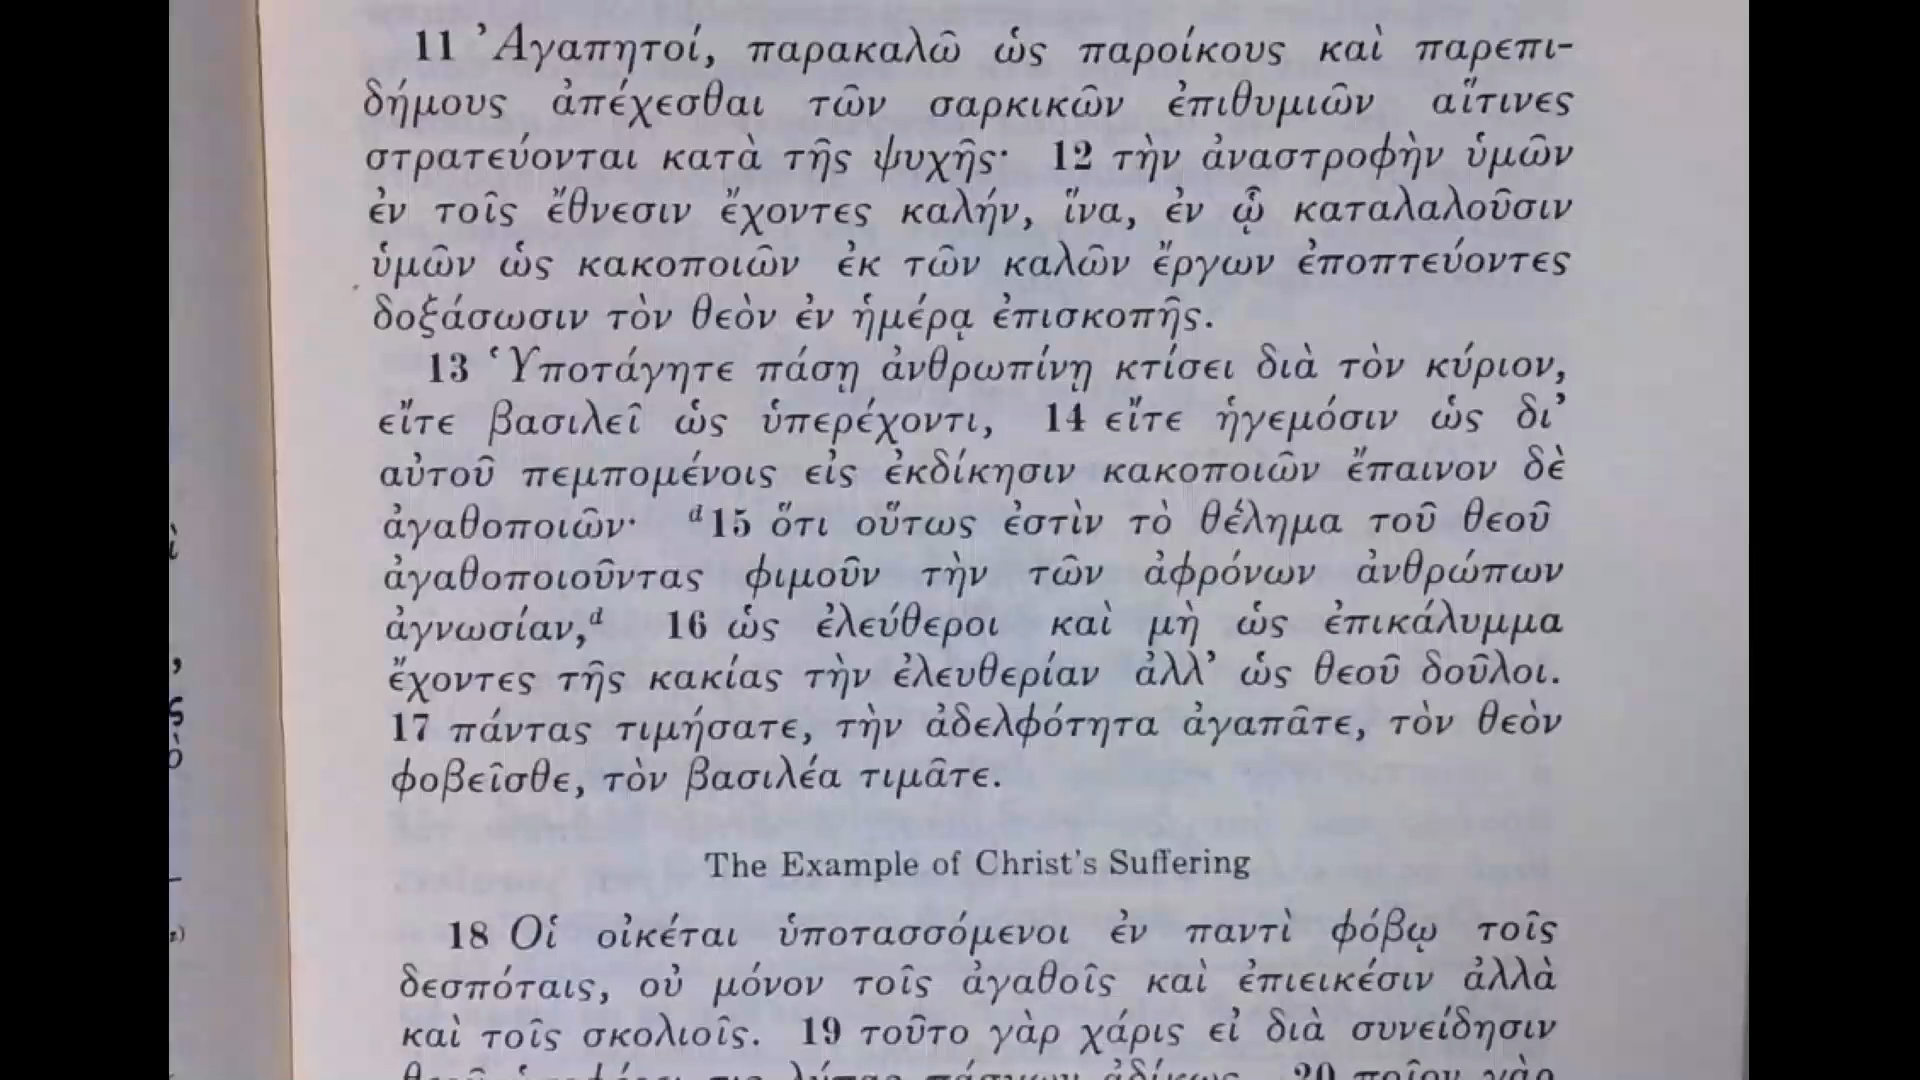 11 Ἀγαπητοί, παρακαλῶ ὡς παροίκους καὶ παρεπι-
δήμους ἀπέχεσθαι τῶν σαρκικῶν ἐπιθυμιῶν αἵτινες
στρατεύονται κατὰ τῆς ψυχῆς· 12 τὴν ἀναστροφὴν ὑμῶν
ἐν τοῖς ἔθνεσιν ἔχοντες καλήν, ἵνα, ἐν ᾧ καταλαλοῦσιν
ὑμῶν ὡς κακοποιῶν ἐκ τῶν καλῶν ἔργων ἐποπτεύοντες
δοξάσωσιν τὸν θεὸν ἐν ἡμέρᾳ ἐπισκοπῆς.
13 Ὑποτάγητε πάσῃ ἀνθρωπίνῃ κτίσει διὰ τὸν κύριον,
εἴτε βασιλεῖ ὡς ὑπερέχοντι, 14 εἴτε ἡγεμόσιν ὡς δι’
αὐτοῦ πεμπομένοις εἰς ἐκδίκησιν κακοποιῶν ἔπαινον δὲ
ἀγαθοποιῶν· ᵈ15 ὅτι οὕτως ἐστὶν τὸ θέλημα τοῦ θεοῦ
ἀγαθοποιοῦντας φιμοῦν τὴν τῶν ἀφρόνων ἀνθρώπων
ἀγνωσίαν,ᵈ 16 ὡς ἐλεύθεροι καὶ μὴ ὡς ἐπικάλυμμα
ἔχοντες τῆς κακίας τὴν ἐλευθερίαν ἀλλ’ ὡς θεοῦ δοῦλοι.
17 πάντας τιμήσατε, τὴν ἀδελφότητα ἀγαπᾶτε, τὸν θεὸν
φοβεῖσθε, τὸν βασιλέα τιμᾶτε.
The Example of Christ's Suffering
18 Οἱ οἰκέται ὑποτασσόμενοι ἐν παντὶ φόβῳ τοῖς
δεσπόταις, οὐ μόνον τοῖς ἀγαθοῖς καὶ ἐπιεικέσιν ἀλλὰ
καὶ τοῖς σκολιοῖς. 19 τοῦτο γὰρ χάρις εἰ διὰ συνείδησιν